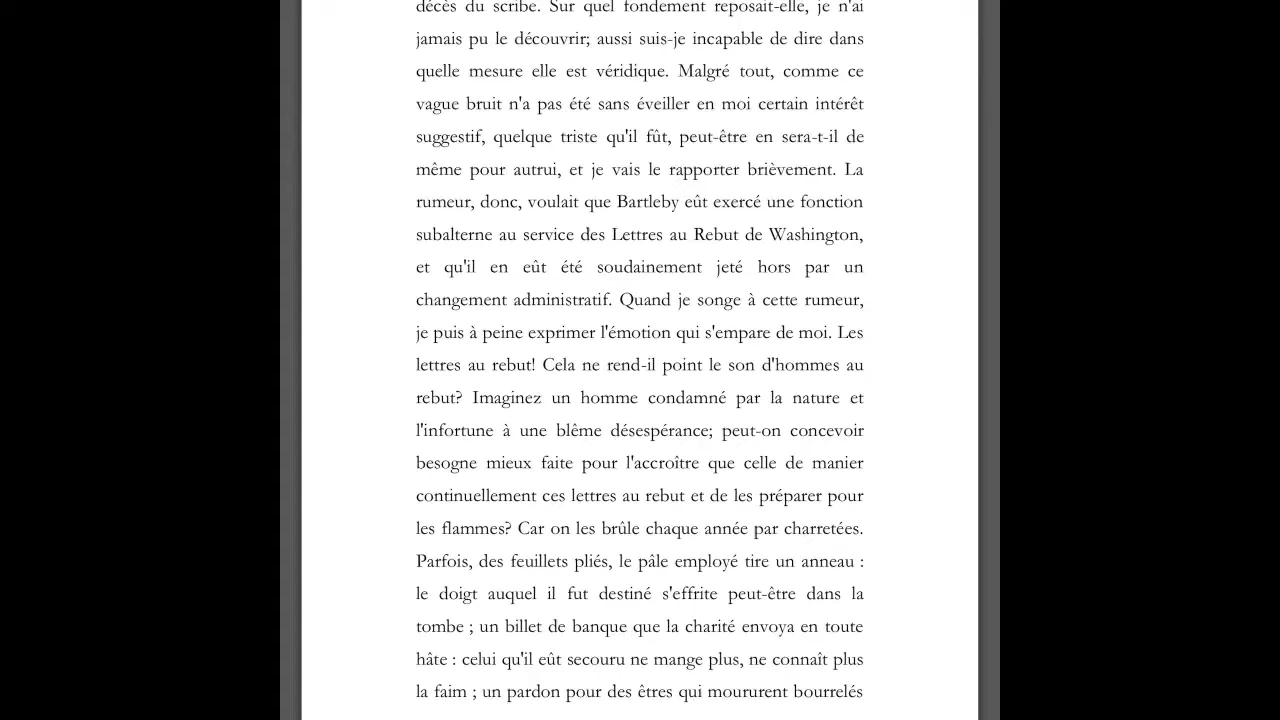 décès du scribe. Sur quel fondement reposait-elle, je n'ai
jamais pu le découvrir; aussi suis-je incapable de dire dans
quelle mesure elle est véridique. Malgré tout, comme ce
vague bruit n'a pas été sans éveiller en moi certain intérêt
suggestif, quelque triste qu'il fût, peut-être en sera-t-il de
même pour autrui, et je vais le rapporter brièvement. La
rumeur, donc, voulait que Bartleby eût exercé une fonction
subalterne au service des Lettres au Rebut de Washington,
et qu'il en eût été soudainement jeté hors par un
changement administratif. Quand je songe à cette rumeur,
je puis à peine exprimer l'émotion qui s'empare de moi. Les
lettres au rebut! Cela ne rend-il point le son d'hommes au
rebut? Imaginez un homme condamné par la nature et
l'infortune à une blême désespérance; peut-on concevoir
besogne mieux faite pour l'accroître que celle de manier
continuellement ces lettres au rebut et de les préparer pour
les flammes? Car on les brûle chaque année par charretées.
Parfois, des feuillets pliés, le pâle employé tire un anneau :
le doigt auquel il fut destiné s'effrite peut-être dans la
tombe ; un billet de banque que la charité envoya en toute
hâte : celui qu'il eût secouru ne mange plus, ne connaît plus
la faim ; un pardon pour des êtres qui moururent bourrelés